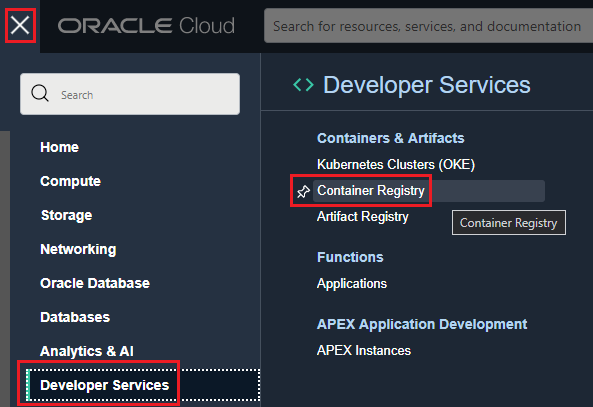 ORACLE Cloud
Search for resources, services, and documentation
Search
Home
Compute
Storage
Networking
Oracle Database
Databases
Analytics & AI
Developer Services
Developer Services
Containers & Artifacts
Kubernetes Clusters (OKE)
Container Registry
Artifact Registry
Container Registry
Functions
Applications
APEX Application Development
APEX Instances